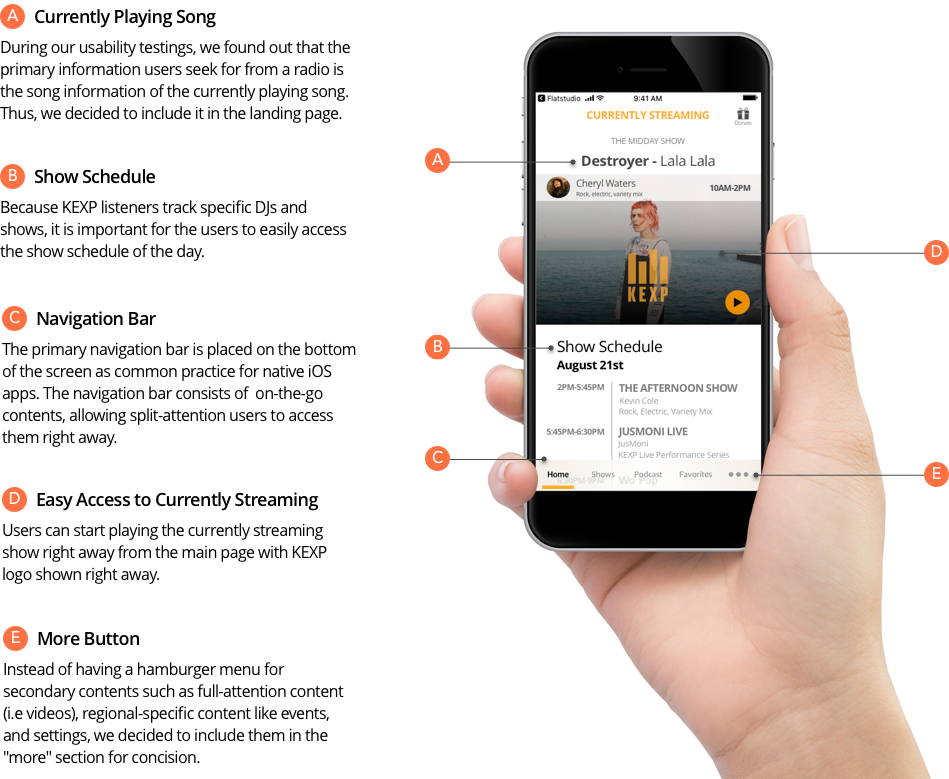 A Currently Playing Song
During our usability testings, we found out that the
primary information users seek for from a radio is
the song information of the currently playing song.
Thus, we decided to include it in the landing page.
B Show Schedule
Because KEXP listeners track specific DJs and
shows, it is important for the users to easily access
the show schedule of the day.
C Navigation Bar
The primary navigation bar is placed on the bottom
of the screen as common practice for native iOS
apps. The navigation bar consists of on-the-go
contents, allowing split-attention users to access
them right away.
D Easy Access to Currently Streaming
Users can start playing the currently streaming
show right away from the main page with KEXP
logo shown right away.
E More Button
Instead of having a hamburger menu for
secondary contents such as full-attention content
(i.e videos), regional-specific content like events,
and settings, we decided to include them in the
"more" section for concision.
Flatstudio 9:41 AM
CURRENTLY STREAMING
Donate
THE MIDDAY SHOW
A
Destroyer - Lala Lala
Cheryl Waters
Rock, electric, variety mix
10AM-2PM
D
KEXP
B
Show Schedule
August 21st
2PM-5:45PM THE AFTERNOON SHOW
Kevin Cole
Rock, Electric, Variety Mix
5:45PM-6:30PM JUSMONI LIVE
JusMoni
KEXP Live Performance Series
C
Home Shows Podcast Favorites
E
6:30PM-9PM Wo' Pop